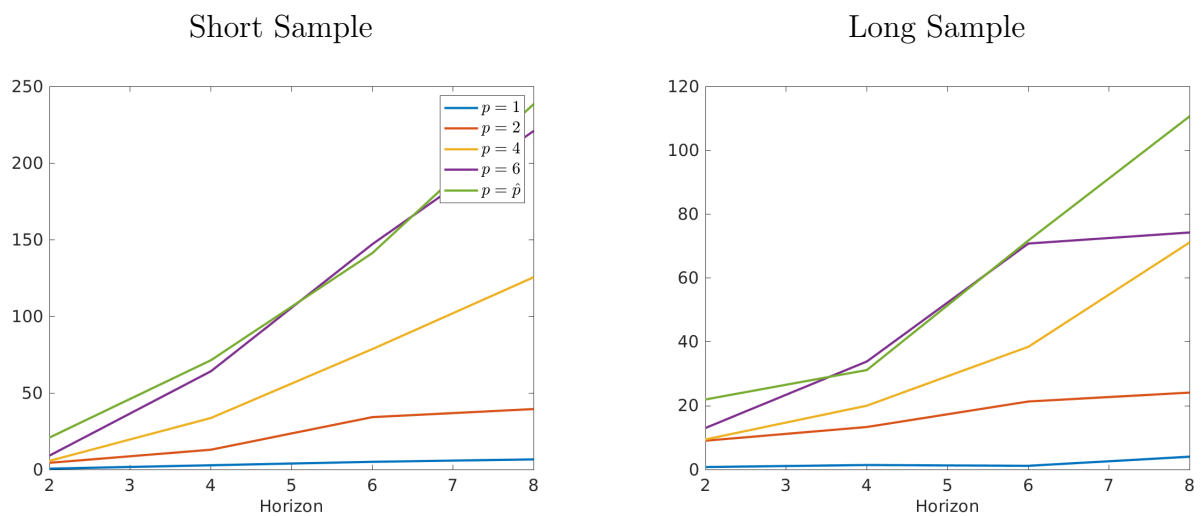 Short Sample
250
200
150
100
50
0
2 3 4 5 6 7 8
Horizon
p = 1
p = 2
p = 4
p = 6
p = p̂
Long Sample
120
100
80
60
40
20
0
2 3 4 5 6 7 8
Horizon